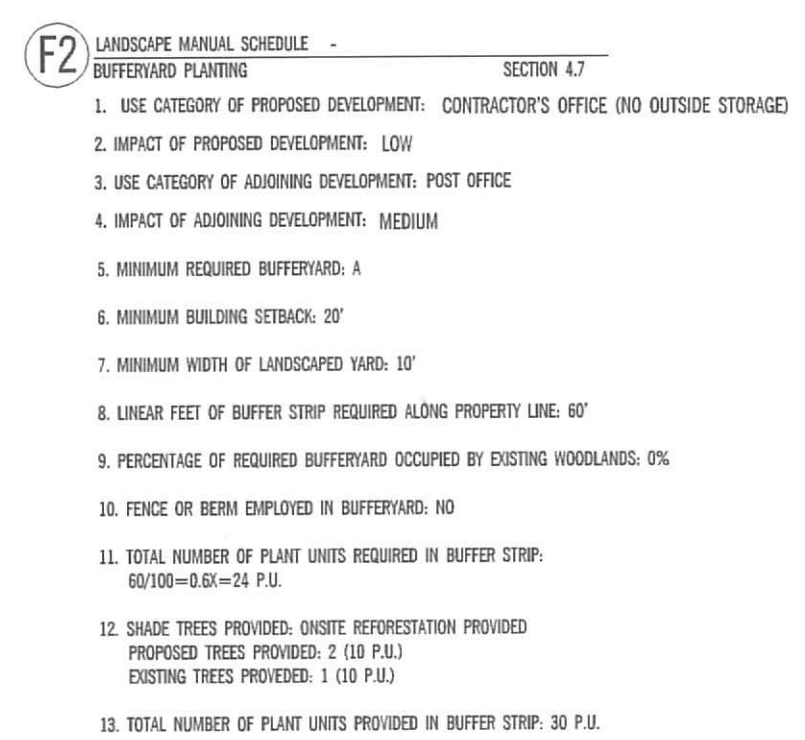 F2
LANDSCAPE MANUAL SCHEDULE -
BUFFERYARD PLANTING SECTION 4.7
1. USE CATEGORY OF PROPOSED DEVELOPMENT: CONTRACTOR'S OFFICE (NO OUTSIDE STORAGE)
2. IMPACT OF PROPOSED DEVELOPMENT: LOW
3. USE CATEGORY OF ADJOINING DEVELOPMENT: POST OFFICE
4. IMPACT OF ADJOINING DEVELOPMENT: MEDIUM
5. MINIMUM REQUIRED BUFFERYARD: A
6. MINIMUM BUILDING SETBACK: 20'
7. MINIMUM WIDTH OF LANDSCAPED YARD: 10'
8. LINEAR FEET OF BUFFER STRIP REQUIRED ALONG PROPERTY LINE: 60'
9. PERCENTAGE OF REQUIRED BUFFERYARD OCCUPIED BY EXISTING WOODLANDS: 0%
10. FENCE OR BERM EMPLOYED IN BUFFERYARD: NO
11. TOTAL NUMBER OF PLANT UNITS REQUIRED IN BUFFER STRIP:
60/100=0.6X=24 P.U.
12. SHADE TREES PROVIDED: ONSITE REFORESTATION PROVIDED
PROPOSED TREES PROVIDED: 2 (10 P.U.)
EXISTING TREES PROVEDED: 1 (10 P.U.)
13. TOTAL NUMBER OF PLANT UNITS PROVIDED IN BUFFER STRIP: 30 P.U.